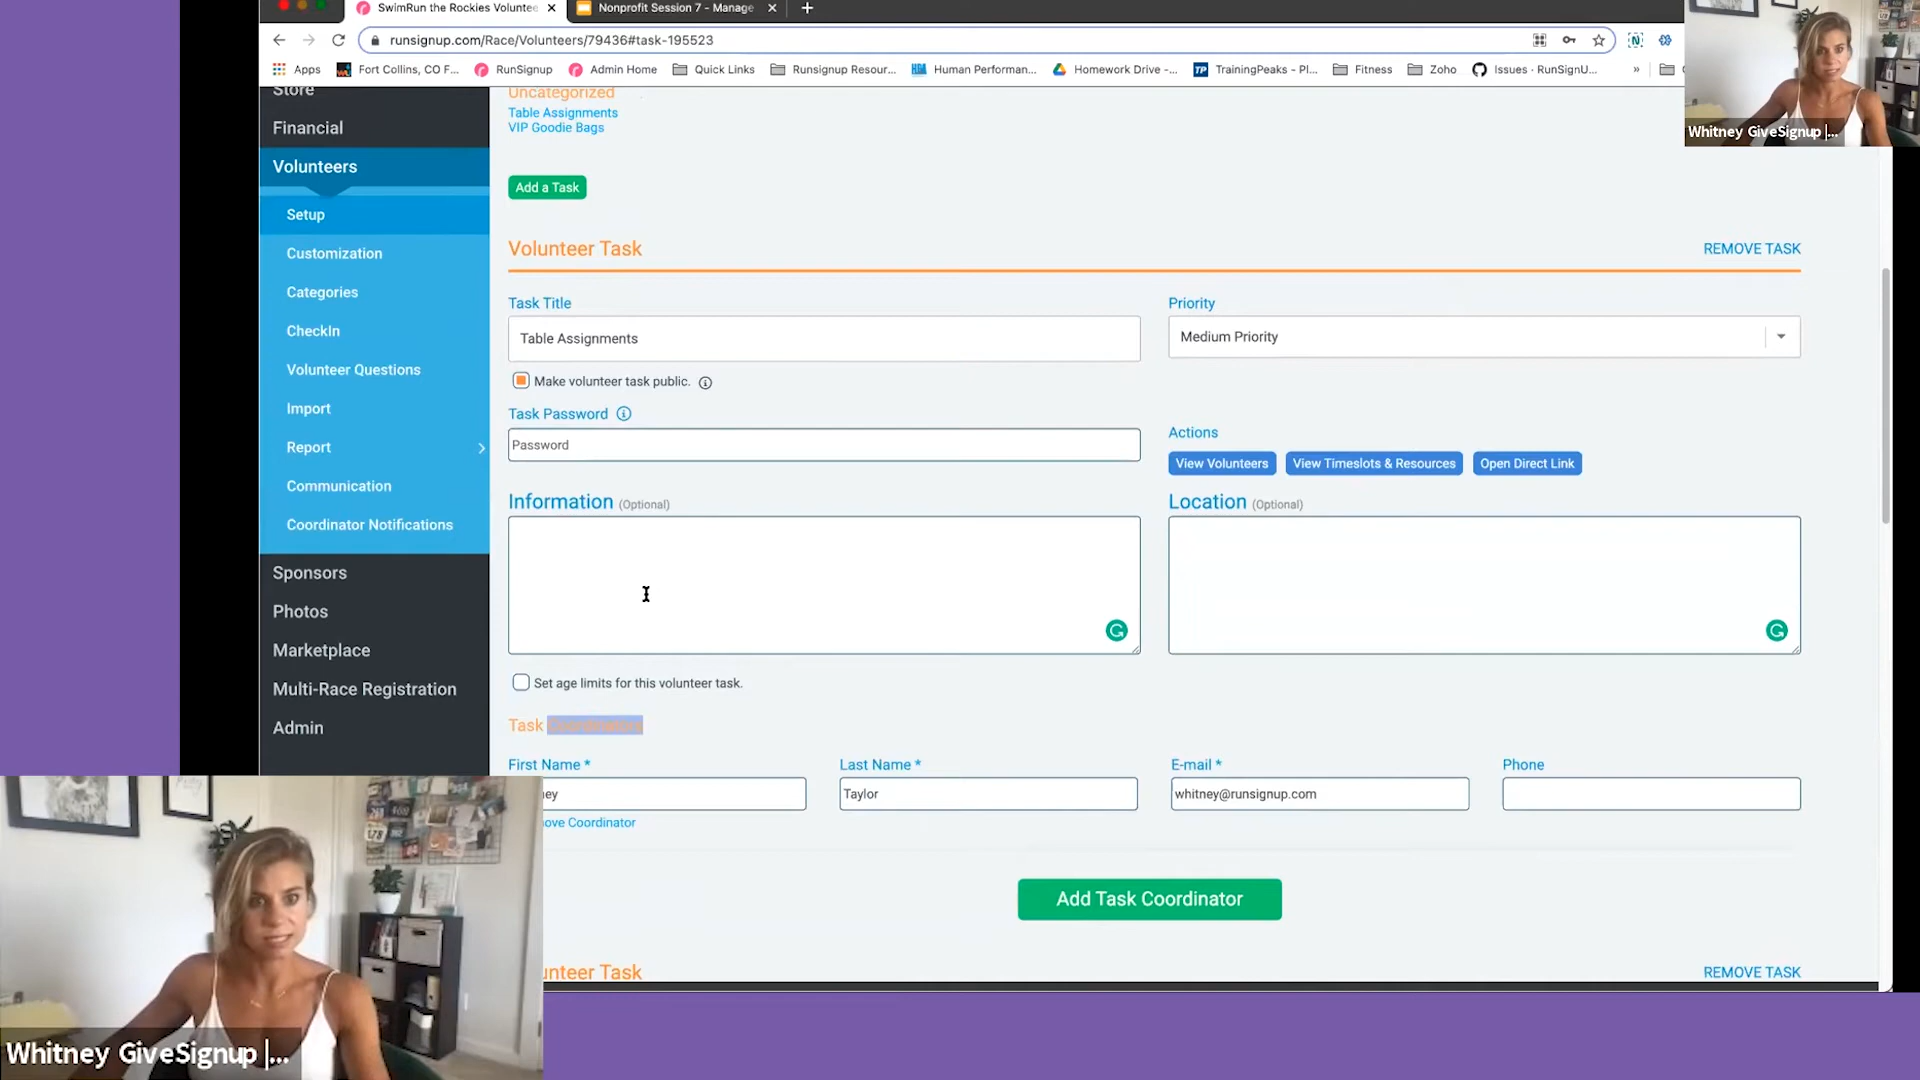 SwimRun the Rockies Voluntee
Nonprofit Session 7 - Manage
runsignup.com/Race/Volunteers/79436#task-195523
Apps
Fort Collins, CO F...
RunSignup
Admin Home
Quick Links
Runsignup Resour...
Human Performan...
Homework Drive -...
TrainingPeaks - Pl...
Fitness
Zoho
Issues · RunSignU...
»
Whitney GiveSignup |...
Store
Financial
Volunteers
Setup
Customization
Categories
CheckIn
Volunteer Questions
Import
Report
Communication
Coordinator Notifications
Sponsors
Photos
Marketplace
Multi-Race Registration
Admin
Uncategorized
Table Assignments
VIP Goodie Bags
Add a Task
Volunteer Task
REMOVE TASK
Task Title
Priority
Table Assignments
Medium Priority
Make volunteer task public.
Task Password
Password
Actions
View Volunteers
View Timeslots & Resources
Open Direct Link
Information (Optional)
Location (Optional)
Set age limits for this volunteer task.
Task Coordinators
First Name *
Last Name *
E-mail *
Phone
ey
Taylor
whitney@runsignup.com
ove Coordinator
Add Task Coordinator
unteer Task
REMOVE TASK
Whitney GiveSignup |...